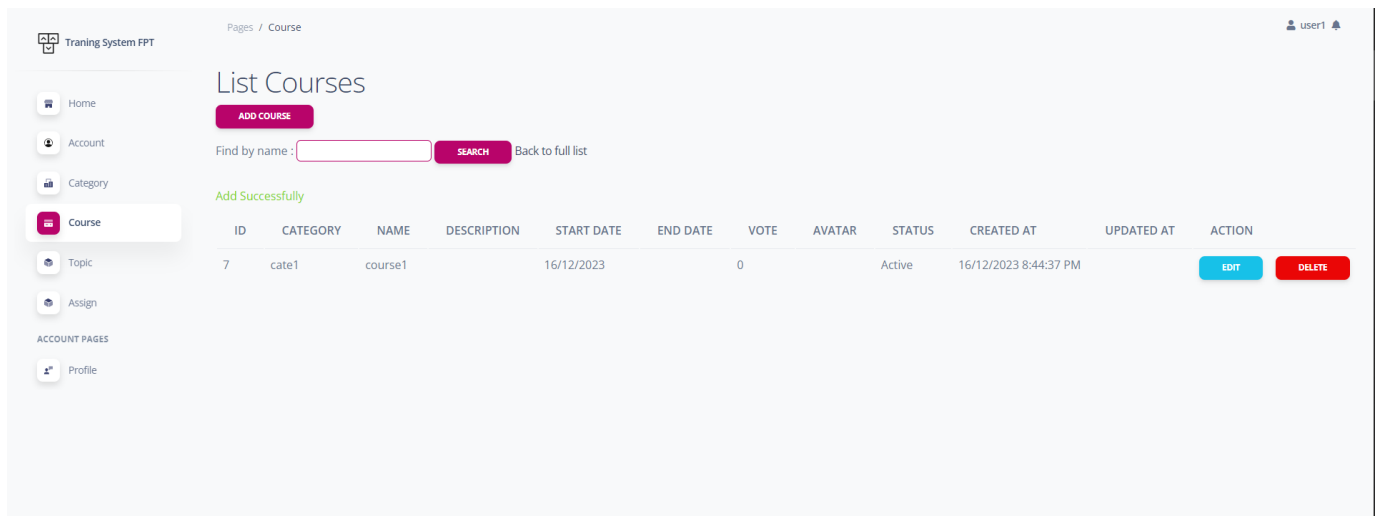 Traning System FPT
Home
Account
Category
Course
Topic
Assign
ACCOUNT PAGES
Profile
Pages / Course
user1
List Courses
ADD COURSE
Find by name : SEARCH Back to full list
Add Successfully
ID CATEGORY NAME DESCRIPTION START DATE END DATE VOTE AVATAR STATUS CREATED AT UPDATED AT ACTION
7 cate1 course1 16/12/2023 0 Active 16/12/2023 8:44:37 PM EDIT DELETE